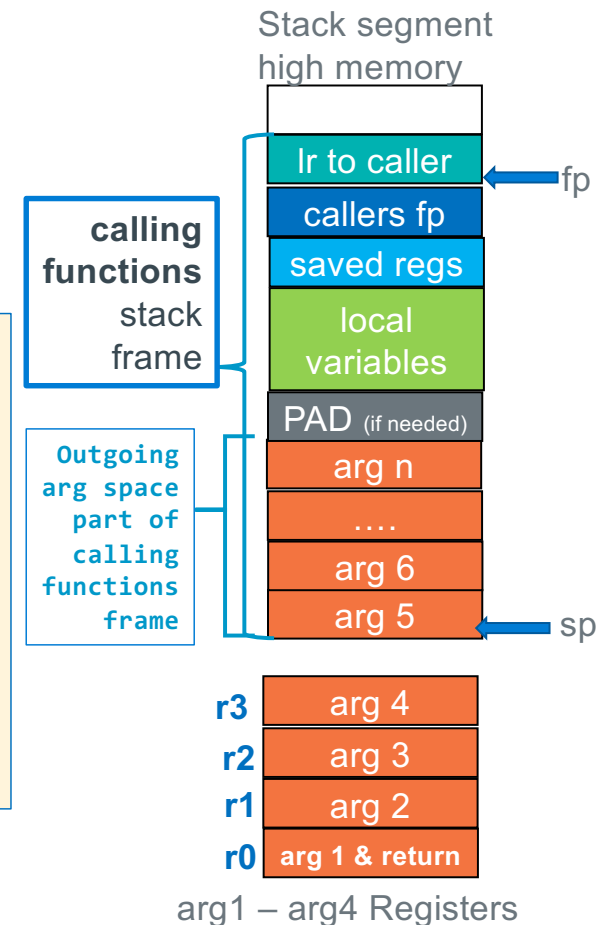 Stack segment
high memory
lr to caller
fp
callers fp
calling
functions
stack
frame
saved regs
local
variables
PAD (if needed)
Outgoing
arg space
part of
calling
functions
frame
arg n
....
arg 6
arg 5
sp
r3 arg 4
r2 arg 3
r1 arg 2
r0 arg 1 & return
arg1 – arg4 Registers